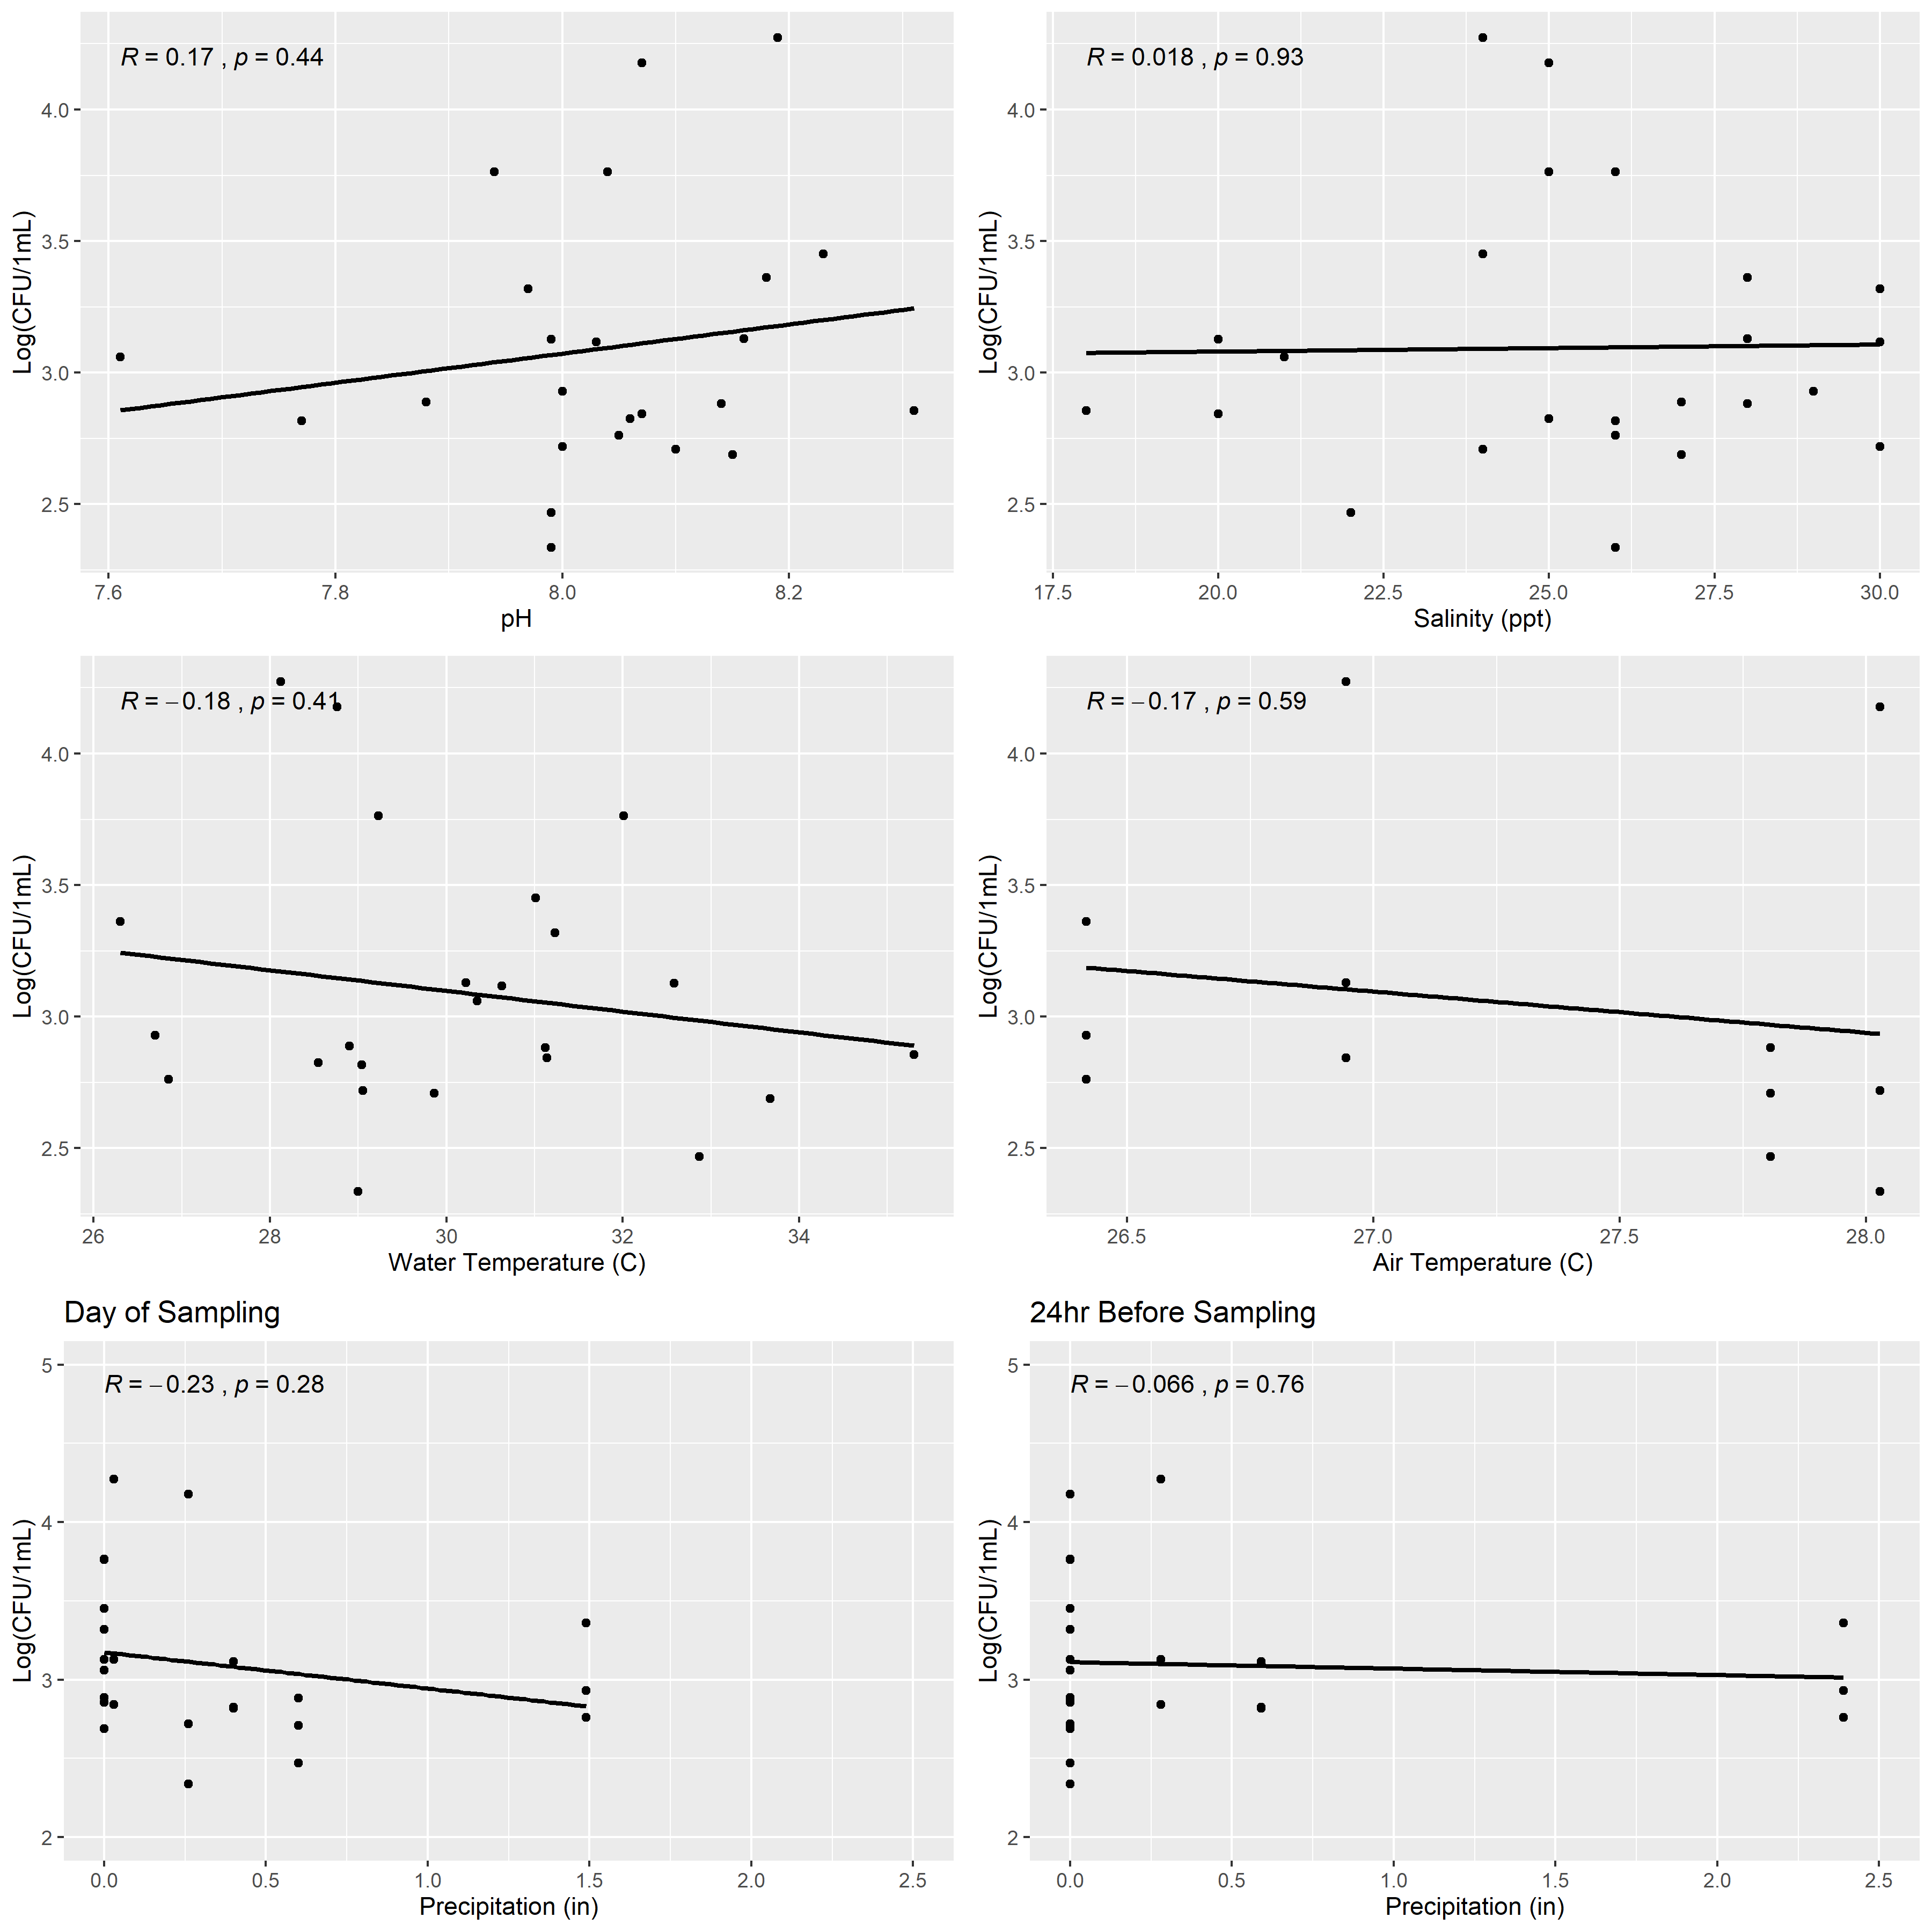 R = 0.17 , p = 0.44
Log(CFU/1mL)
4.0
3.5
3.0
2.5
7.6 7.8 8.0 8.2
pH
R = 0.018 , p = 0.93
Log(CFU/1mL)
4.0
3.5
3.0
2.5
17.5 20.0 22.5 25.0 27.5 30.0
Salinity (ppt)
R = −0.18 , p = 0.41
Log(CFU/1mL)
4.0
3.5
3.0
2.5
26 28 30 32 34
Water Temperature (C)
R = −0.17 , p = 0.59
Log(CFU/1mL)
4.0
3.5
3.0
2.5
26.5 27.0 27.5 28.0
Air Temperature (C)
Day of Sampling
R = −0.23 , p = 0.28
Log(CFU/1mL)
5
4
3
2
0.0 0.5 1.0 1.5 2.0 2.5
Precipitation (in)
24hr Before Sampling
R = −0.066 , p = 0.76
Log(CFU/1mL)
5
4
3
2
0.0 0.5 1.0 1.5 2.0 2.5
Precipitation (in)